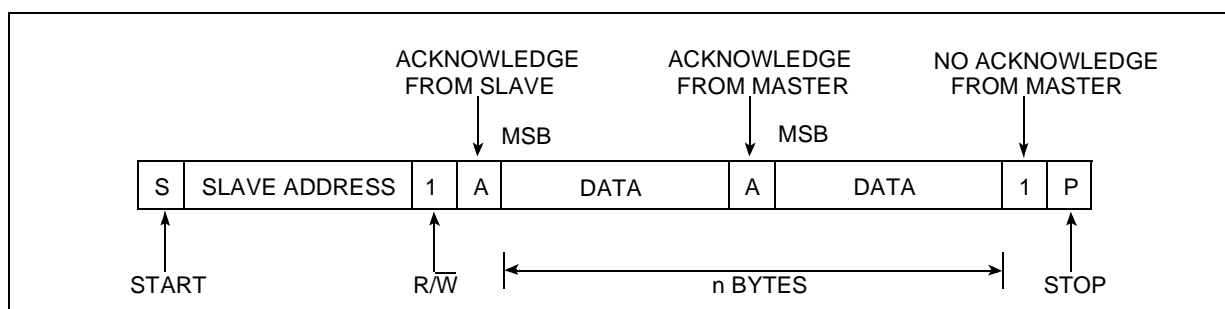 ACKNOWLEDGE
FROM SLAVE
ACKNOWLEDGE
FROM MASTER
NO ACKNOWLEDGE
FROM MASTER
MSB
MSB
S SLAVE ADDRESS 1 A DATA A DATA 1 P
START R/W̅ n BYTES STOP